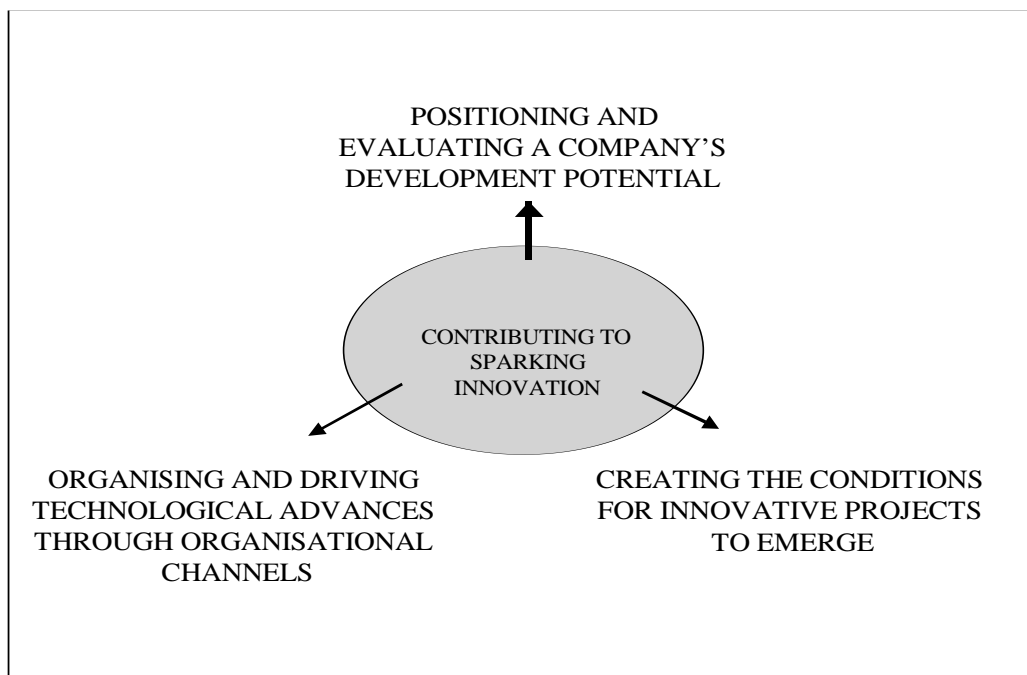 POSITIONING AND
EVALUATING A COMPANY’S
DEVELOPMENT POTENTIAL
CONTRIBUTING TO
SPARKING
INNOVATION
ORGANISING AND DRIVING
TECHNOLOGICAL ADVANCES
THROUGH ORGANISATIONAL
CHANNELS
CREATING THE CONDITIONS
FOR INNOVATIVE PROJECTS
TO EMERGE